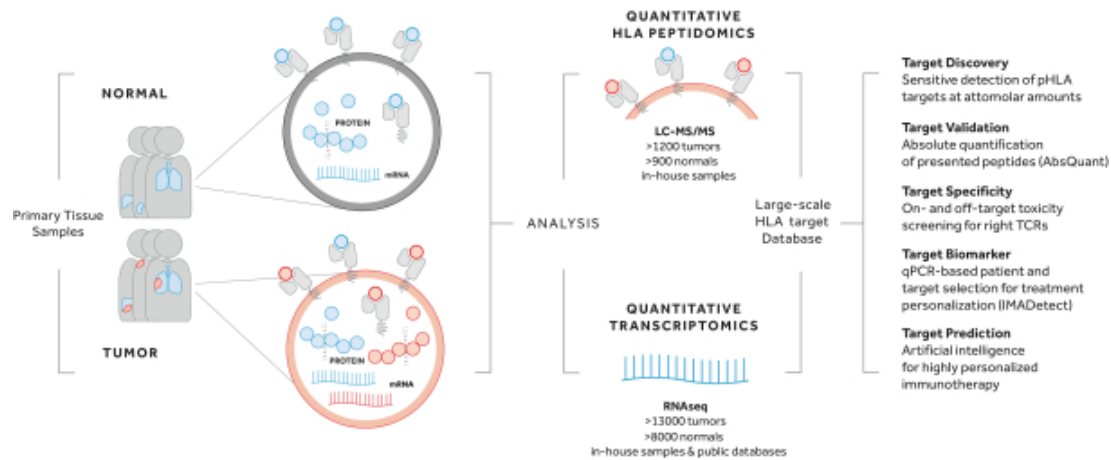 Primary Tissue
Samples
NORMAL
TUMOR
PROTEIN
mRNA
PROTEIN
mRNA
ANALYSIS
QUANTITATIVE
HLA PEPTIDOMICS
LC-MS/MS
>1200 tumors
>900 normals
in-house samples
QUANTITATIVE
TRANSCRIPTOMICS
RNAseq
>13000 tumors
>8000 normals
in-house samples & public databases
Large-scale
HLA target
Database
Target Discovery
Sensitive detection of pHLA
targets at attomolar amounts
Target Validation
Absolute quantification
of presented peptides (AbsQuant)
Target Specificity
On- and off-target toxicity
screening for right TCRs
Target Biomarker
qPCR-based patient and
target selection for treatment
personalization (IMADetect)
Target Prediction
Artificial intelligence
for highly personalized
immunotherapy